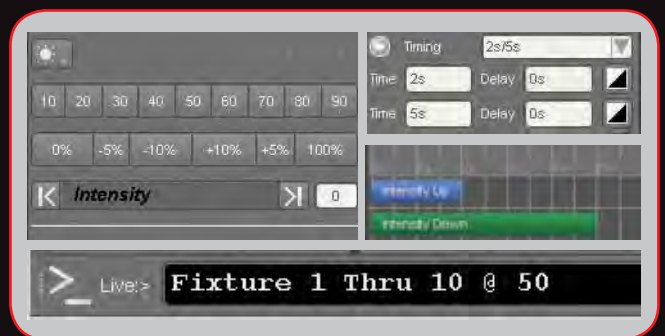 10 20 30 40 50 60 70 80 90
0% -5% -10% +10% +5% 100%
Intensity 0
Timing 2s/5s
Time 2s Delay 0s
Time 5s Delay 0s
Intensity Up
Intensity Down
Live:> Fixture 1 Thru 10 @ 50